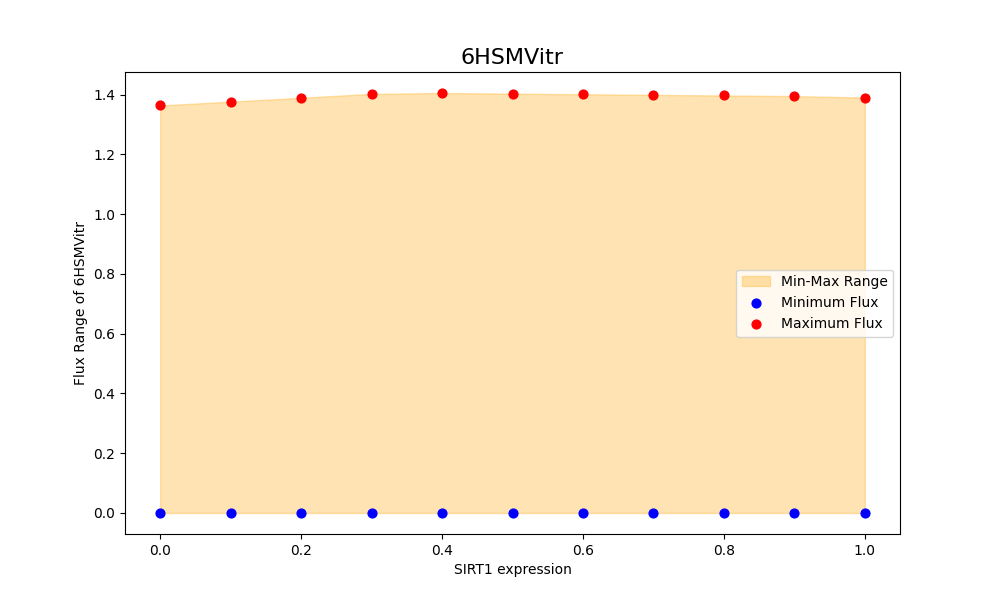 6HSMVitr
Flux Range of 6HSMVitr
1.4
1.2
1.0
0.8
0.6
0.4
0.2
0.0
Min-Max Range
Minimum Flux
Maximum Flux
0.0 0.2 0.4 0.6 0.8 1.0
SIRT1 expression